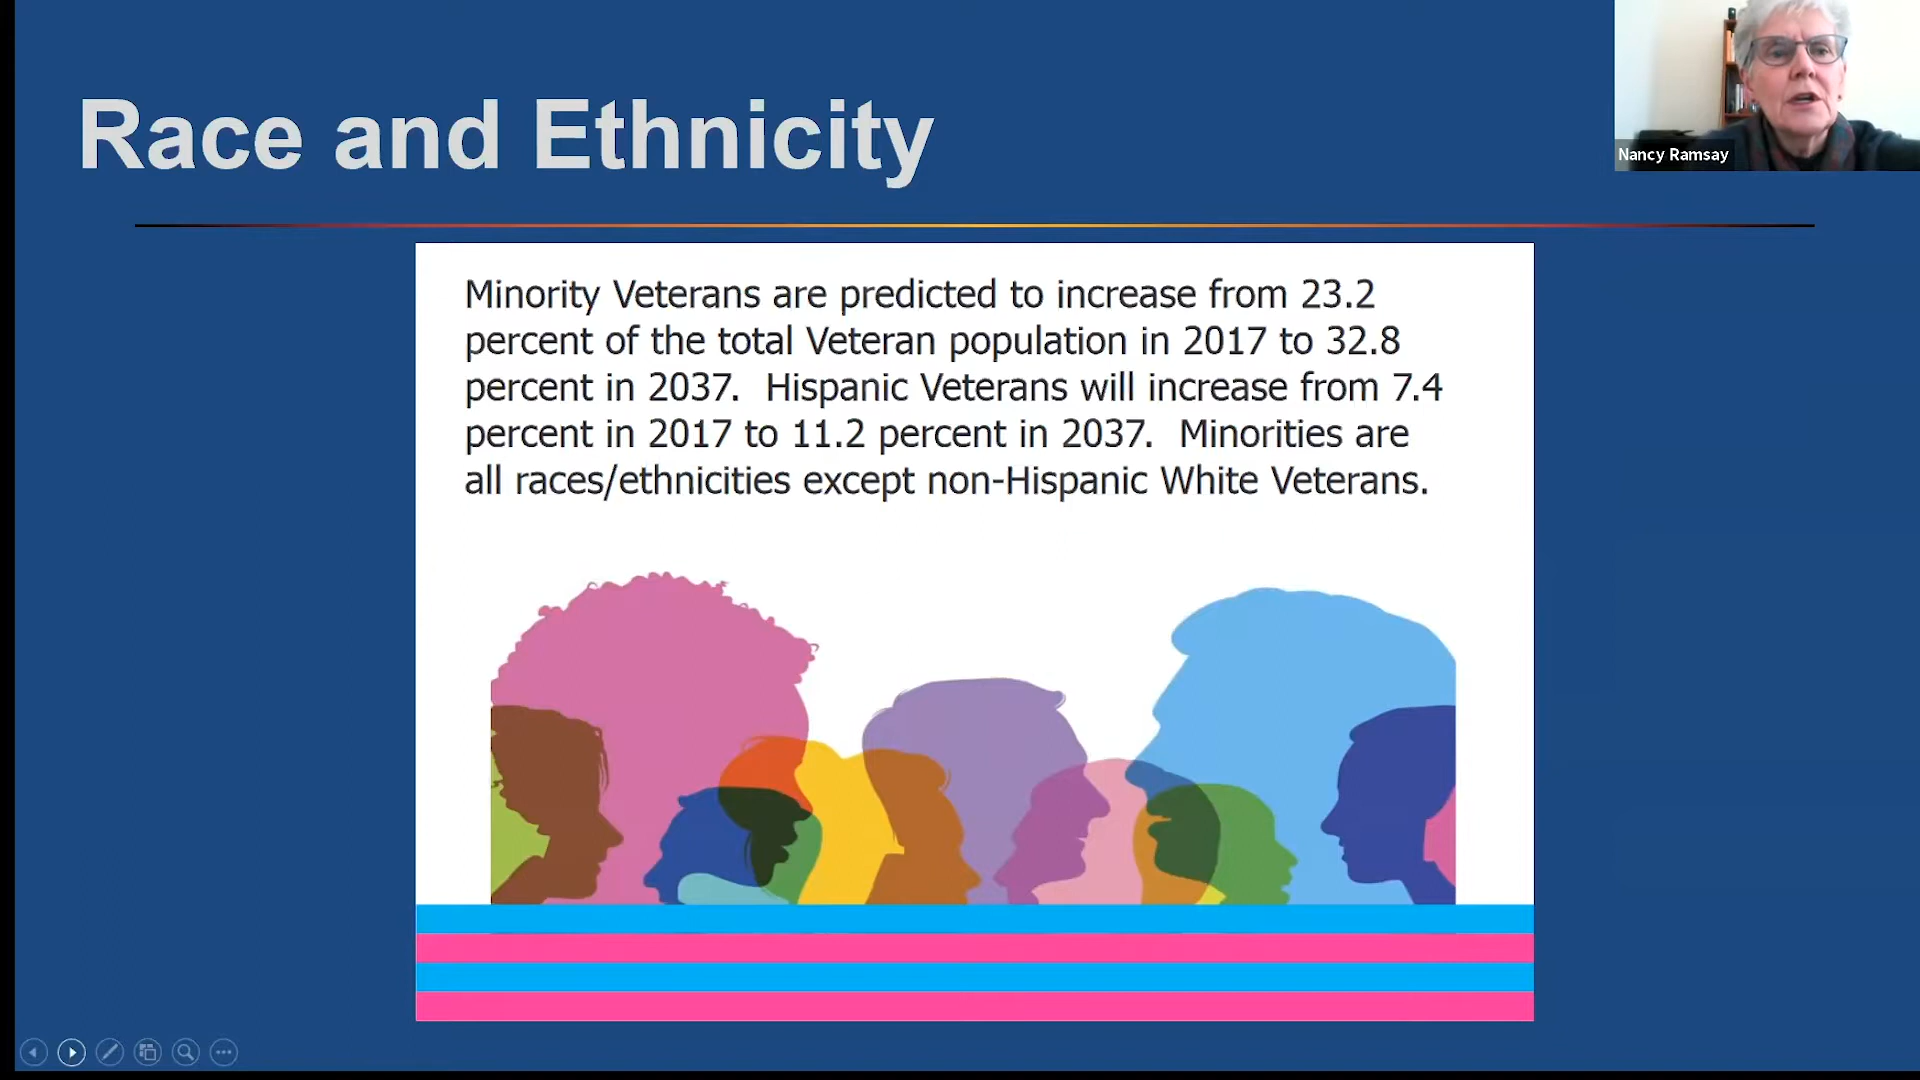 Race and Ethnicity
Nancy Ramsay
Minority Veterans are predicted to increase from 23.2
percent of the total Veteran population in 2017 to 32.8
percent in 2037.  Hispanic Veterans will increase from 7.4
percent in 2017 to 11.2 percent in 2037.  Minorities are
all races/ethnicities except non-Hispanic White Veterans.